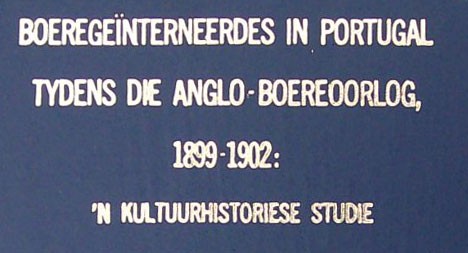 BOEREGEÏNTERNEERDES IN PORTUGAL
TYDENS DIE ANGLO-BOEREOORLOG,
1899-1902:
'N KULTUURHISTORIESE STUDIE